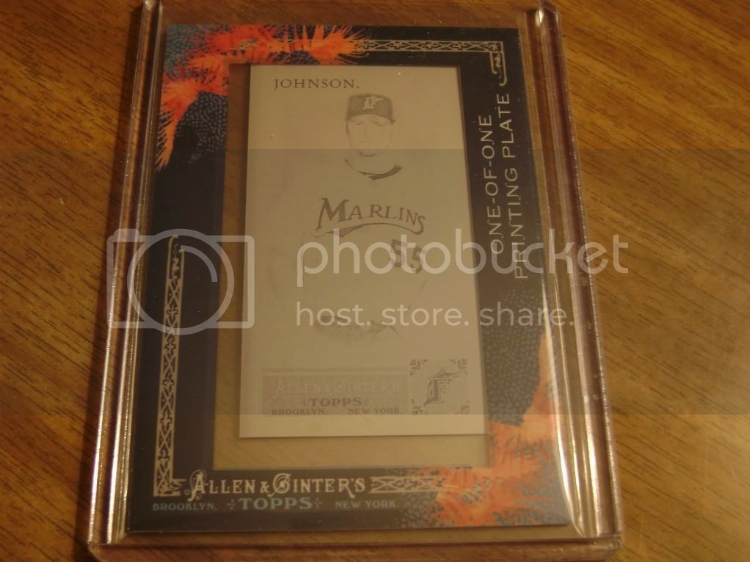 JOHNSON.
F
MARLINS
55
ALLEN & GINTER'S
TOPPS
BROOKLYN. NEW YORK.
F
ONE-OF-ONE
PRINTING PLATE
photobucket
host. store. share.
ALLEN & GINTER'S
BROOKLYN. TOPPS NEW YORK.